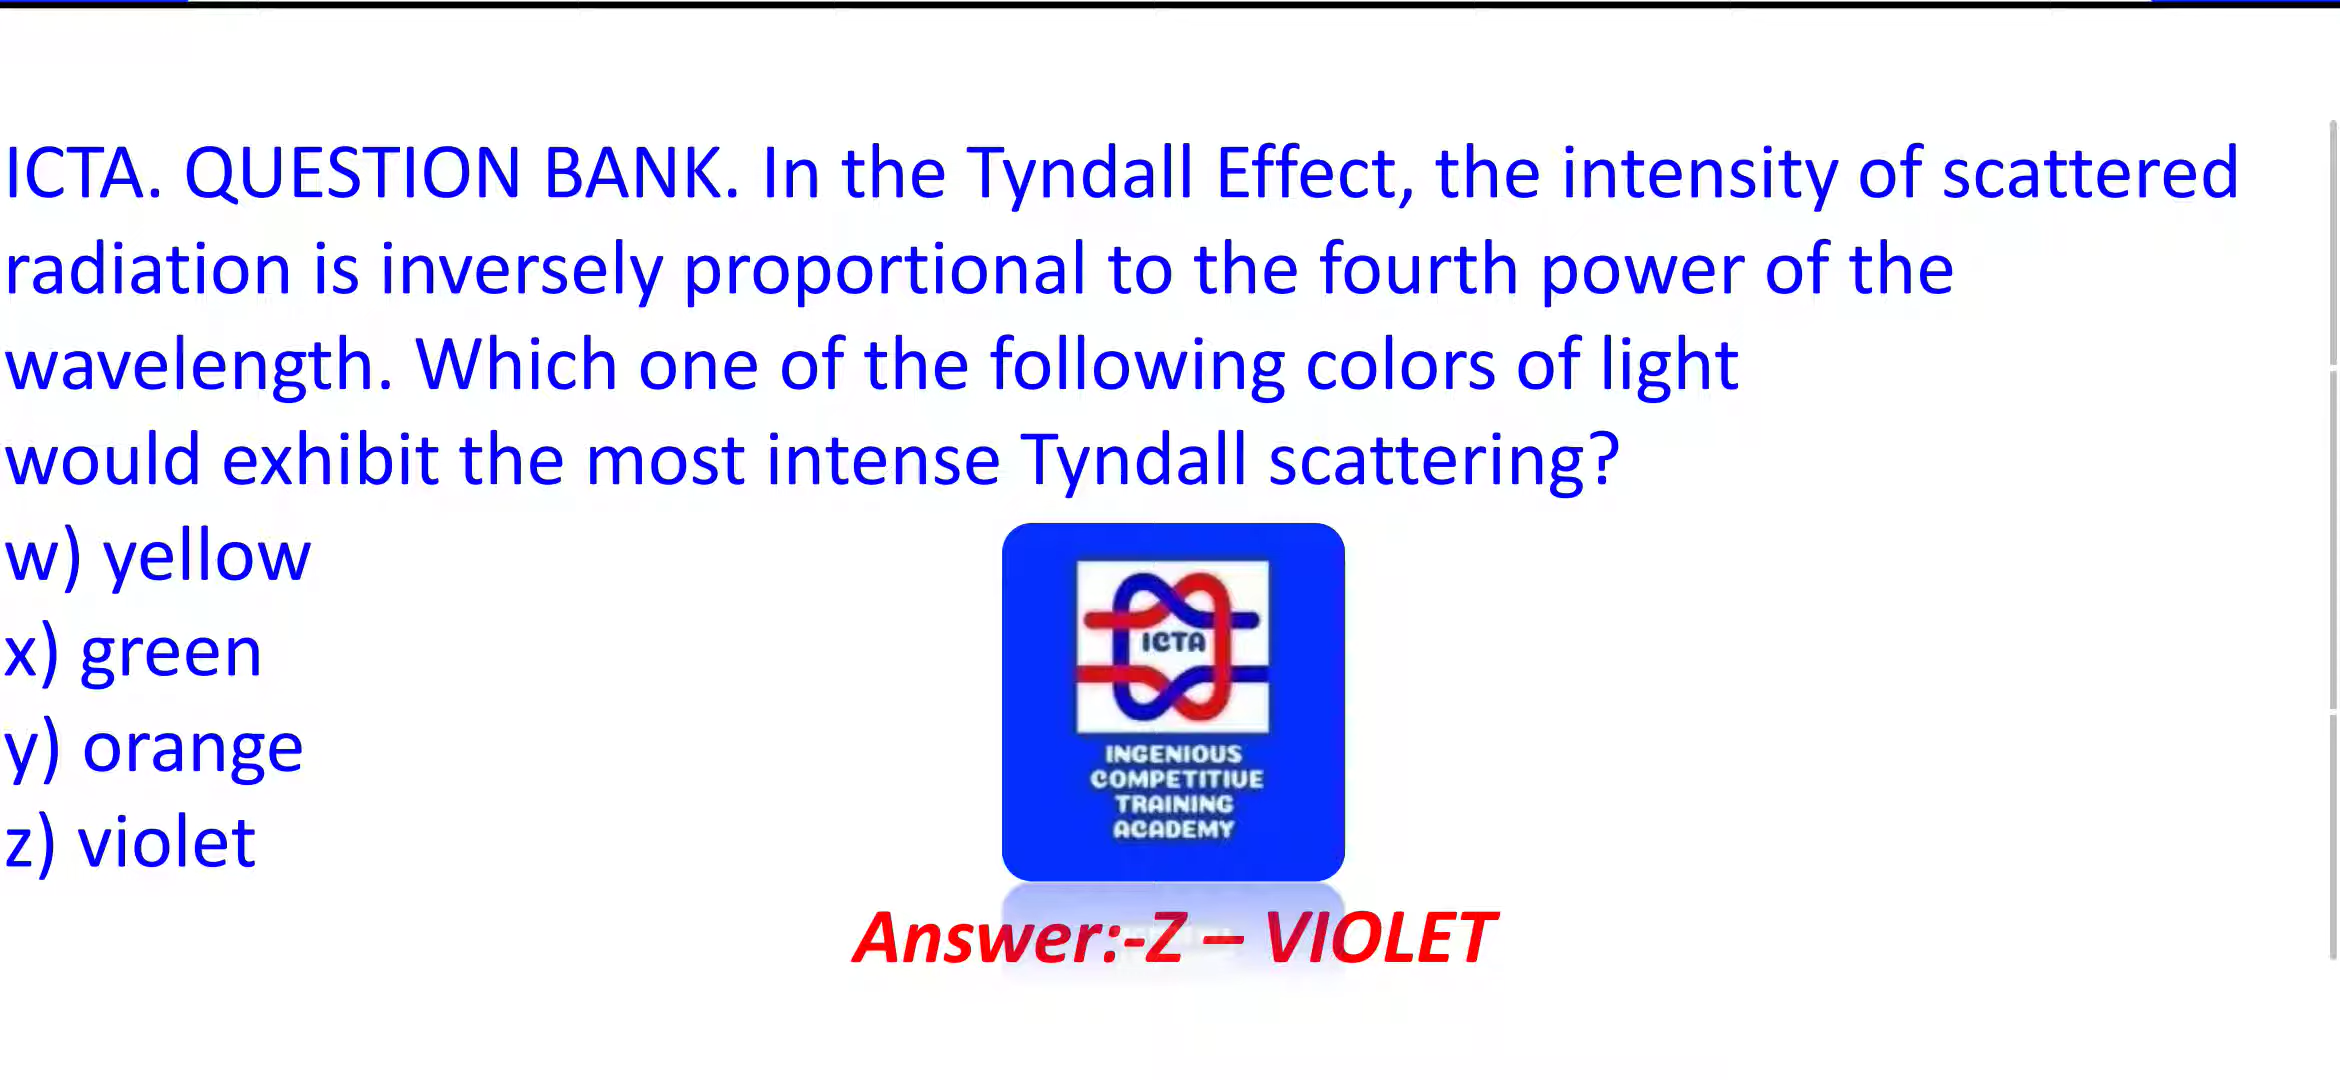 ICTA. QUESTION BANK. In the Tyndall Effect, the intensity of scattered
radiation is inversely proportional to the fourth power of the
wavelength. Which one of the following colors of light
would exhibit the most intense Tyndall scattering?
w) yellow
x) green
y) orange
z) violet
ICTA
INGENIOUS
COMPETITIVE
TRAINING
ACADEMY
Answer:-Z – VIOLET